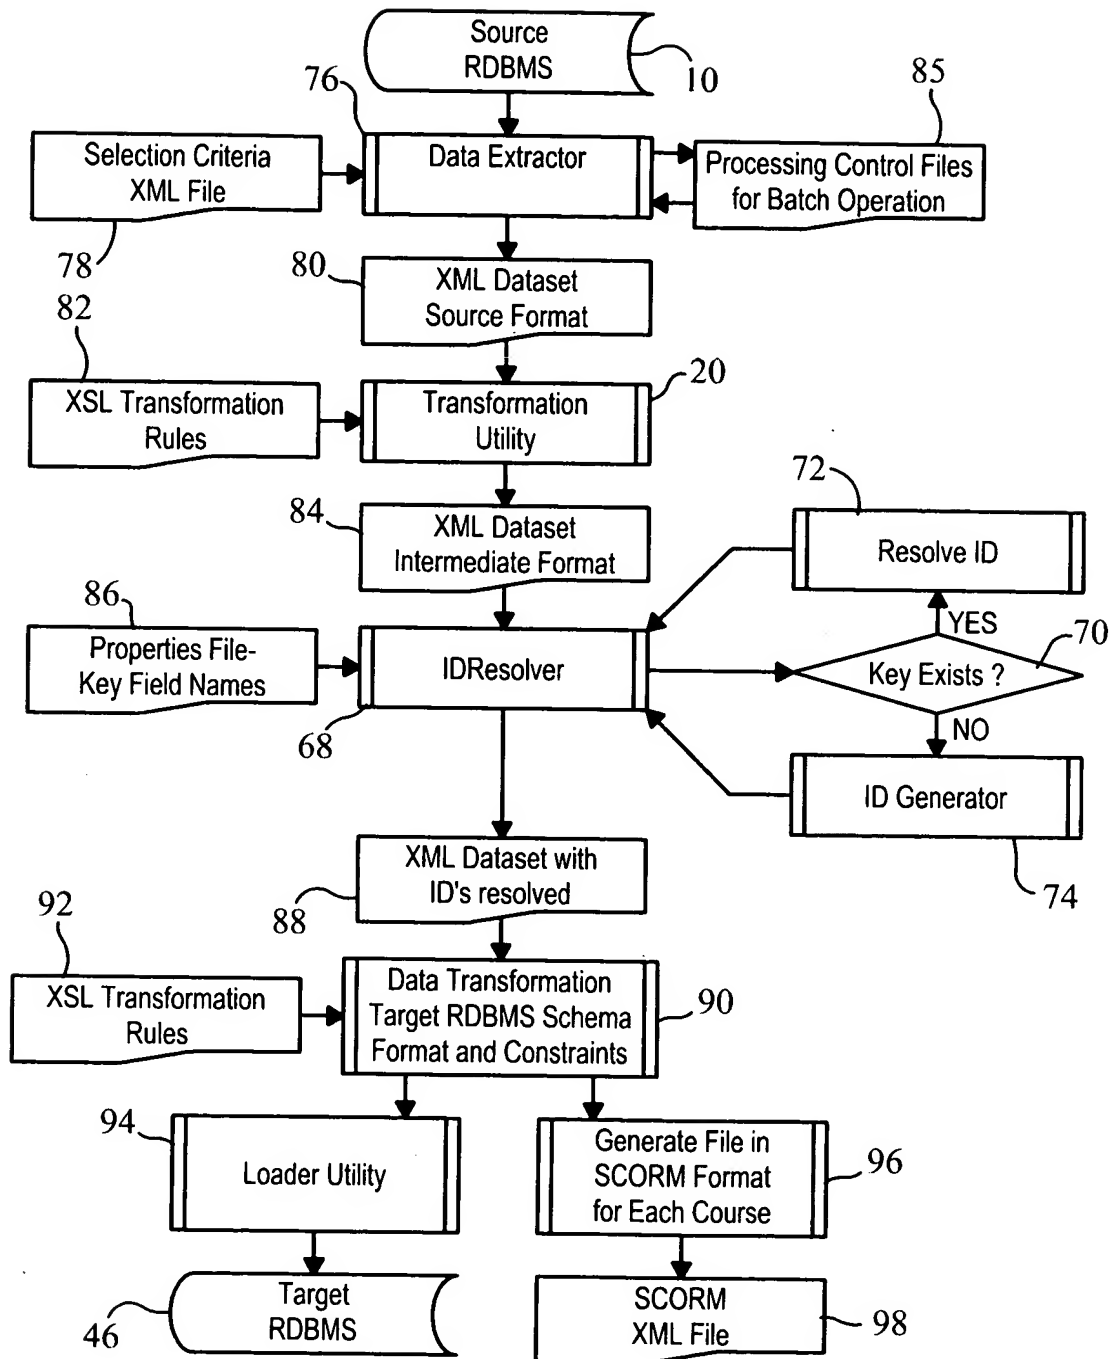 Source
RDBMS
10
76
85
Selection Criteria
XML File
Data Extractor
Processing Control Files
for Batch Operation
78
80
XML Dataset
Source Format
82
20
XSL Transformation
Rules
Transformation
Utility
72
84
XML Dataset
Intermediate Format
Resolve ID
86
YES
70
Properties File-
Key Field Names
IDResolver
Key Exists ?
68
NO
ID Generator
XML Dataset with
ID's resolved
88
74
92
XSL Transformation
Rules
Data Transformation
Target RDBMS Schema
Format and Constraints
90
94
Loader Utility
Generate File in
SCORM Format
for Each Course
96
Target
RDBMS
46
SCORM
XML File
98